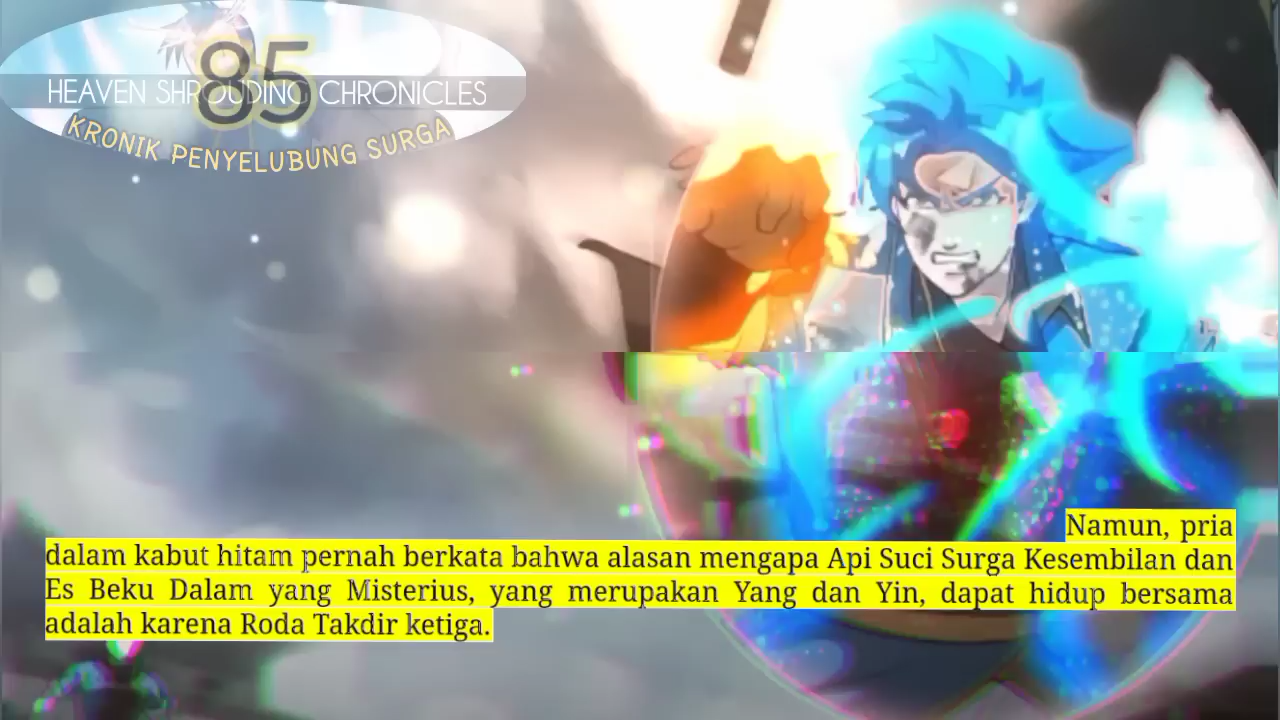 85
HEAVEN SHROUDING CHRONICLES
KRONIK PENYELUBUNG SURGA
Namun, pria
dalam kabut hitam pernah berkata bahwa alasan mengapa Api Suci Surga Kesembilan dan
Es Beku Dalam yang Misterius, yang merupakan Yang dan Yin, dapat hidup bersama
adalah karena Roda Takdir ketiga.